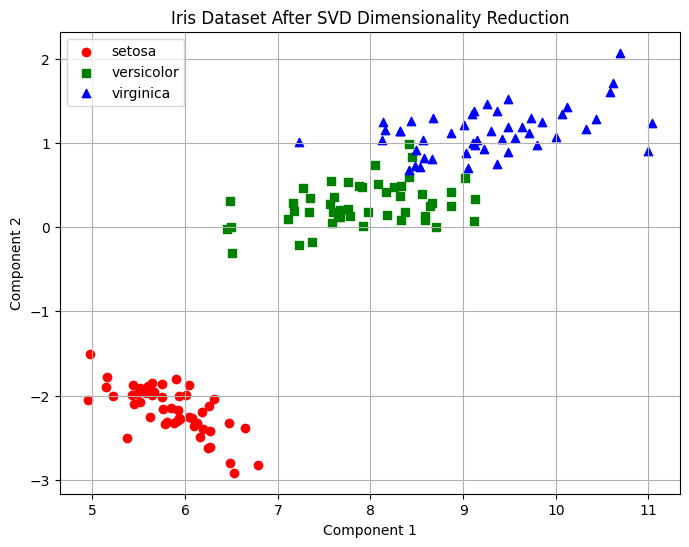 Iris Dataset After SVD Dimensionality Reduction
setosa
versicolor
virginica
2
1
0
−1
−2
−3
Component 2
5 6 7 8 9 10 11
Component 1